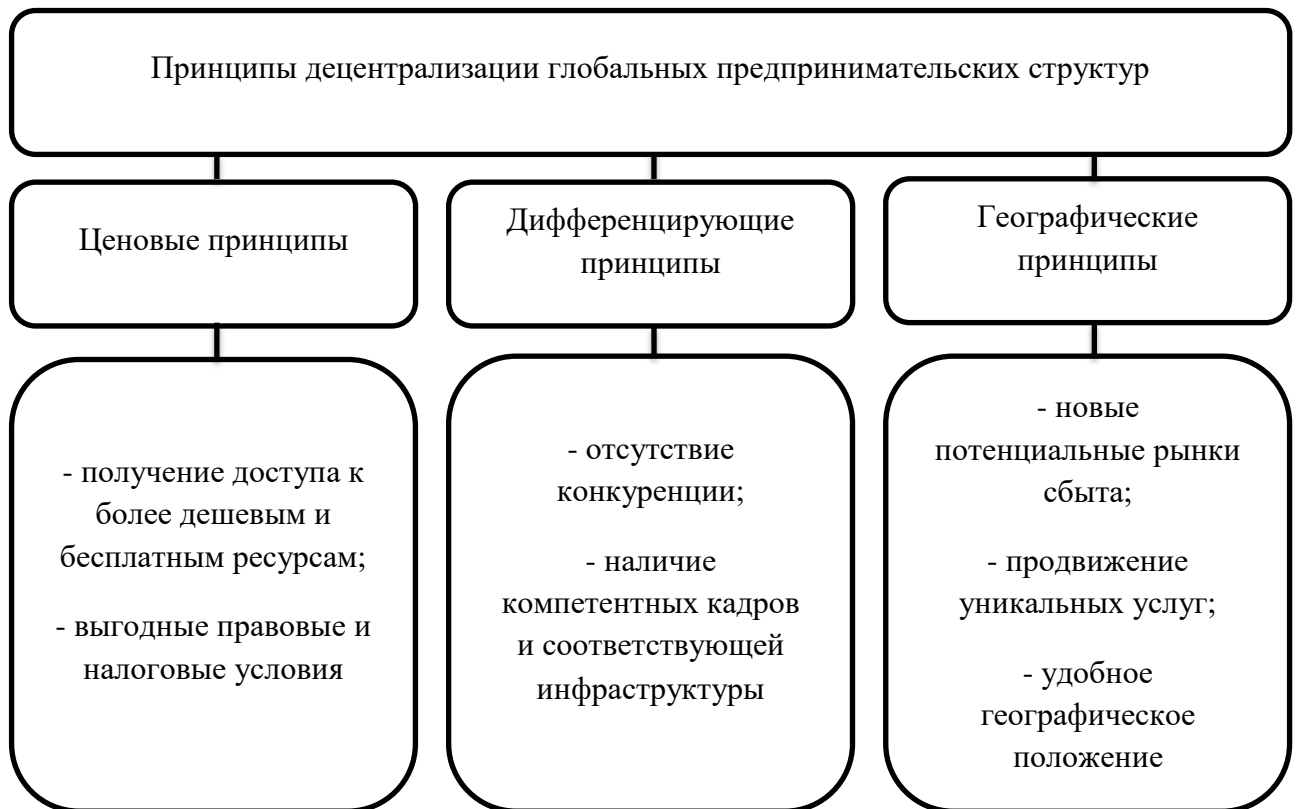 Принципы децентрализации глобальных предпринимательских структур
Ценовые принципы
Дифференцирующие
принципы
Географические
принципы
- получение доступа к
более дешевым и
бесплатным ресурсам;
- выгодные правовые и
налоговые условия
- отсутствие
конкуренции;
- наличие
компетентных кадров
и соответствующей
инфраструктуры
- новые
потенциальные рынки
сбыта;
- продвижение
уникальных услуг;
- удобное
географическое
положение